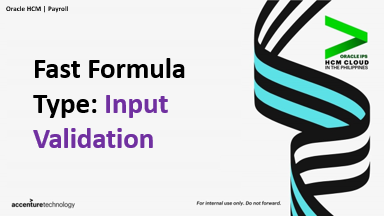 Oracle HCM | Payroll
Fast Formula
Type: Input
Validation
ORACLE IPS
HCM CLOUD
IN THE PHILIPPINES
accenturetechnology
For internal use only. Do not forward.